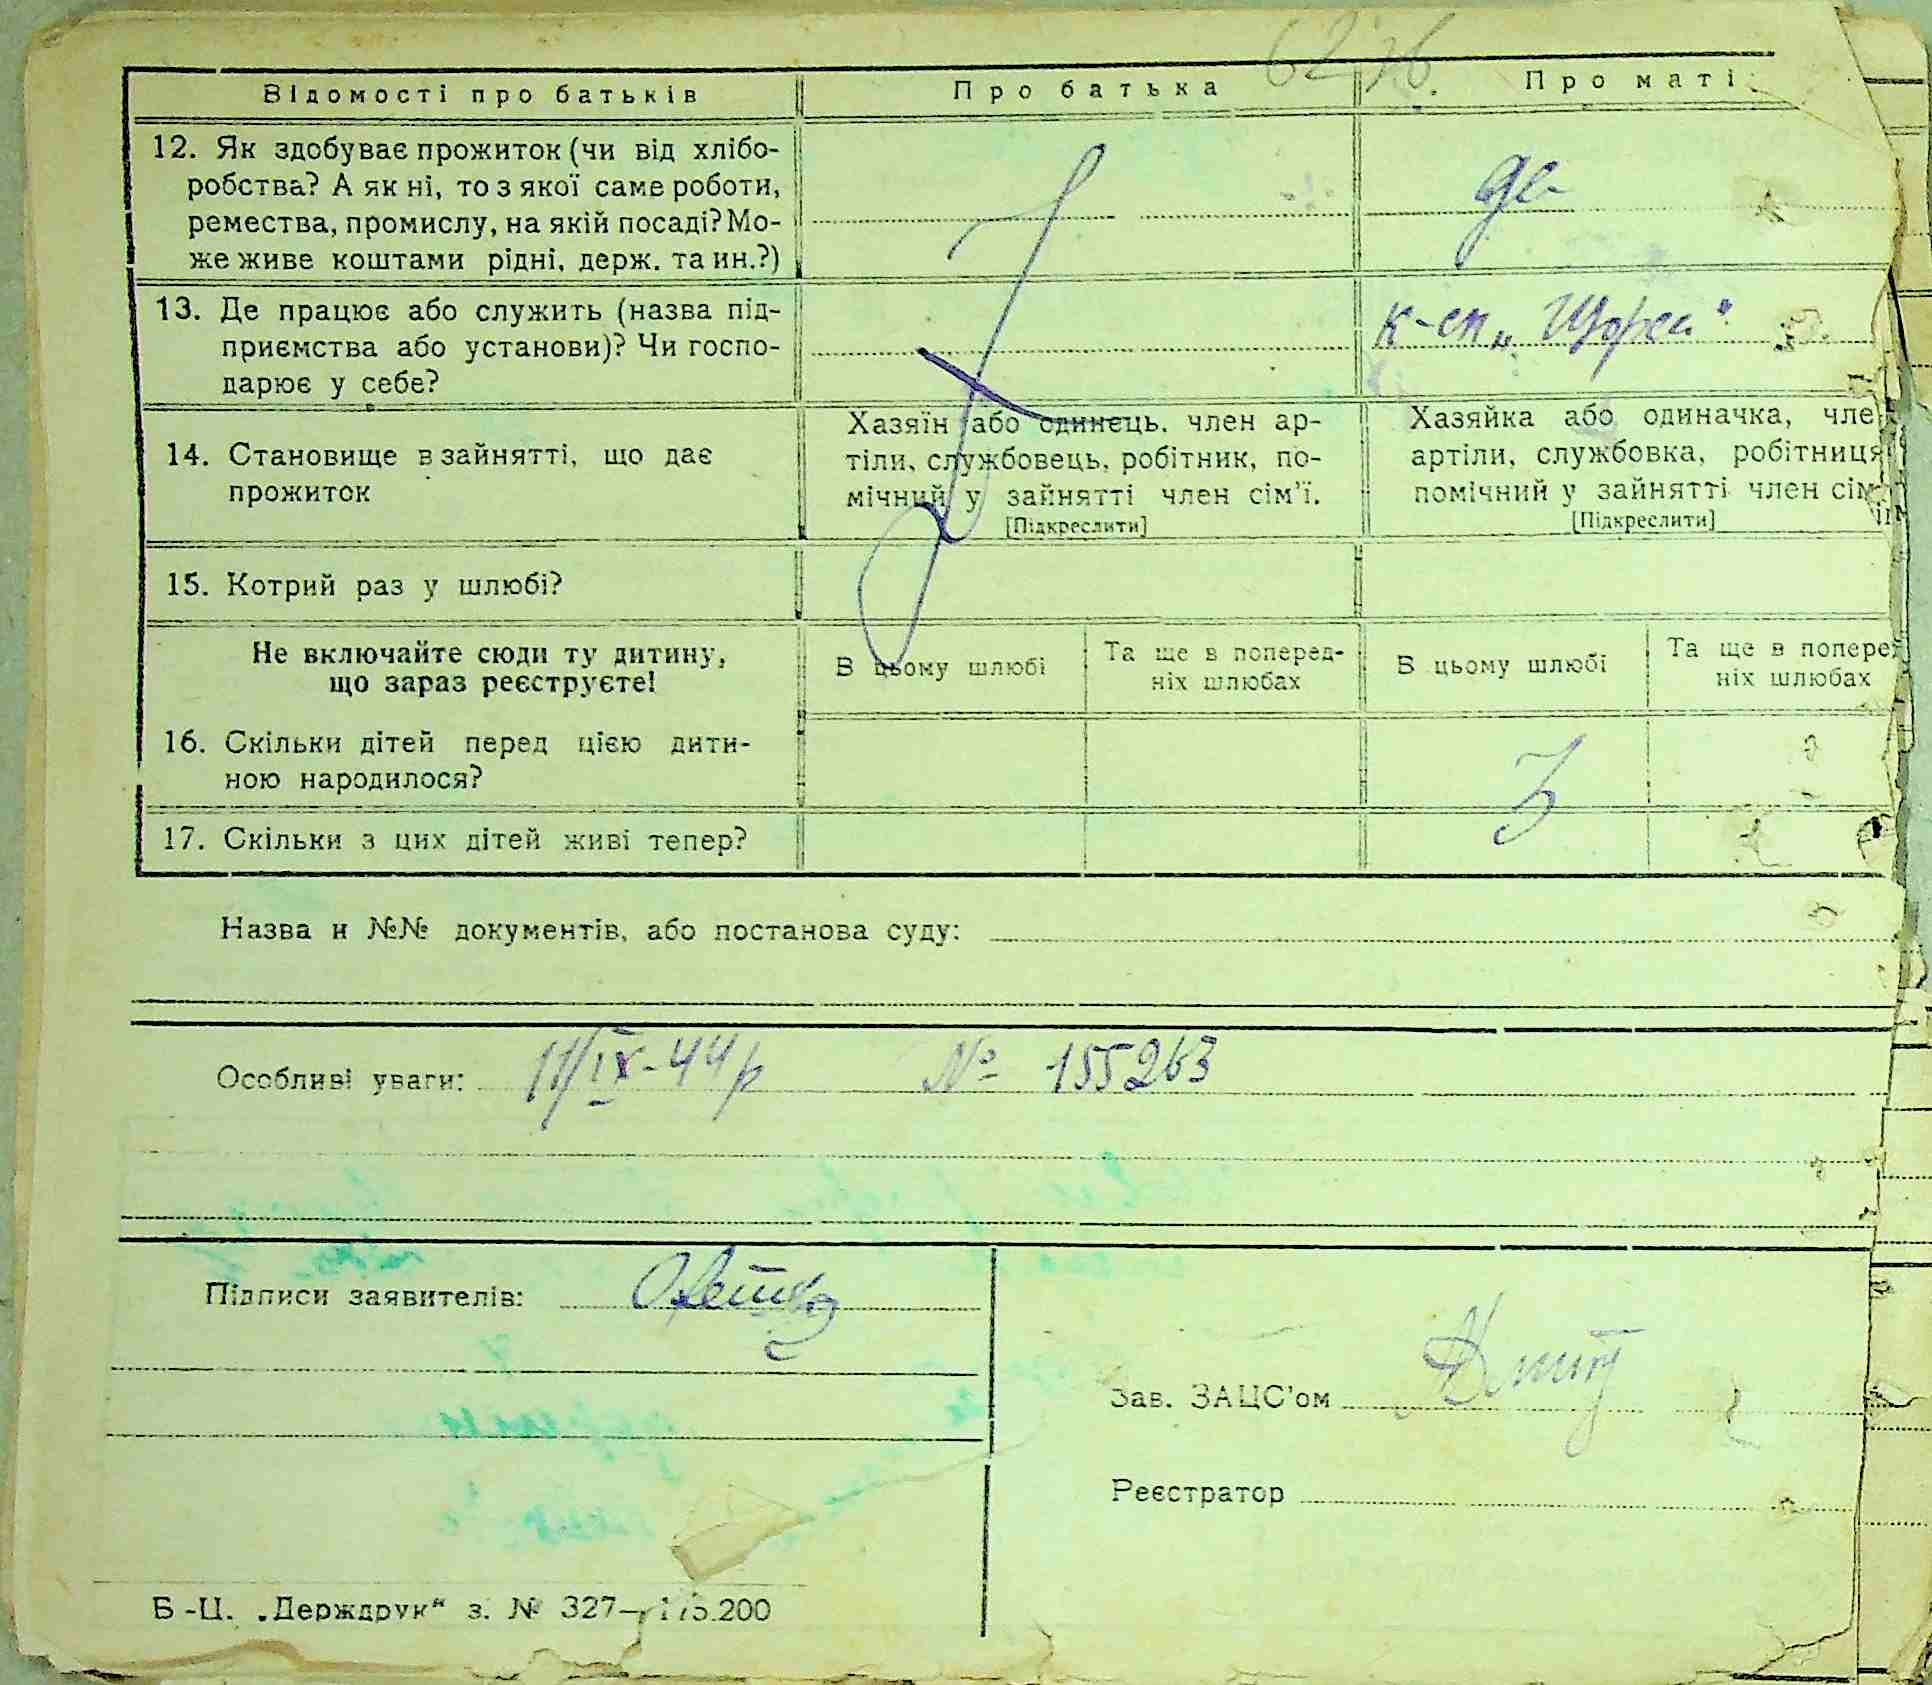 62 зв.
Відомості про батьків
Про батька
Про маті
12. Як здобуває прожиток (чи від хлібо-
робства? А як ні, то з якої саме роботи,
ремества, промислу, на якій посаді? Мо-
же живе коштами рідні, держ. та ин.?)
13. Де працює або служить (назва під-
приємства або установи)? Чи госпо-
дарює у себе?
к-сп „Щорса"
14. Становище в зайнятті, що дає
прожиток
Хазяїн або одинець, член ар-
тіли, службовець, робітник, по-
мічний у зайнятті член сім'ї.
[Підкреслити]
Хазяйка або одиначка, чле
артіли, службовка, робітниця
помічний у зайнятті член сім
[Підкреслити]
15. Котрий раз у шлюбі?
Не включайте сюди ту дитину,
що зараз реєструєте!
В цьому шлюбі
Та ще в поперед-
ніх шлюбах
В цьому шлюбі
Та ще в попере
ніх шлюбах
16. Скільки дітей перед цією дити-
ною народилося?
3
17. Скільки з цих дітей живі тепер?
Назва и №№ документів, або постанова суду:
Особливі уваги: 11/IX-44р № 155263
Підписи заявителів:
Зав. ЗАЦС'ом
Реєстратор
Б-Ц. „Держдрук" з. № 327—175.200